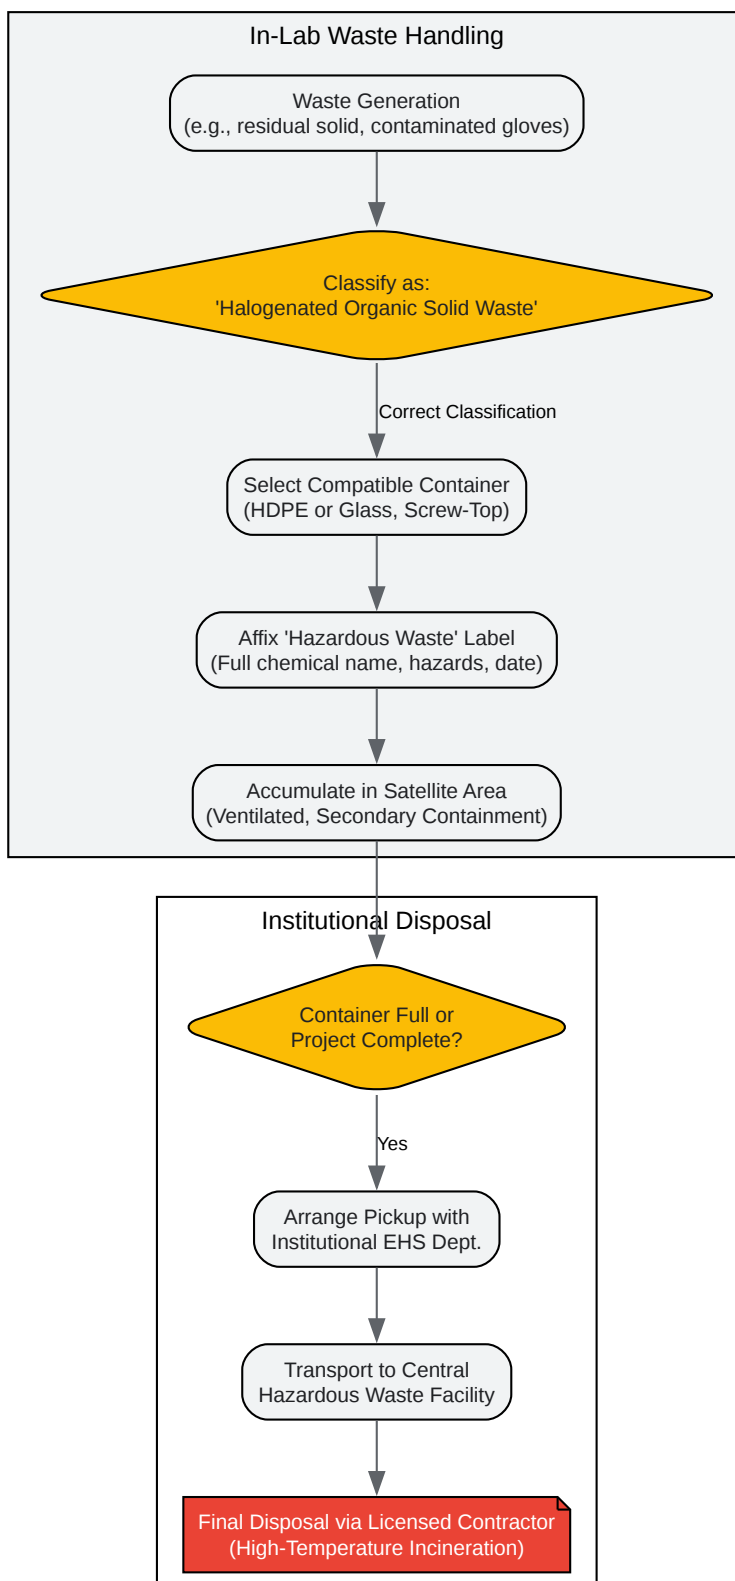 In-Lab Waste Handling
Waste Generation
(e.g., residual solid, contaminated gloves)
Classify as:
'Halogenated Organic Solid Waste'
Correct Classification
Select Compatible Container
(HDPE or Glass, Screw-Top)
Affix 'Hazardous Waste' Label
(Full chemical name, hazards, date)
Accumulate in Satellite Area
(Ventilated, Secondary Containment)
Institutional Disposal
Container Full or
Project Complete?
Yes
Arrange Pickup with
Institutional EHS Dept.
Transport to Central
Hazardous Waste Facility
Final Disposal via Licensed Contractor
(High-Temperature Incineration)